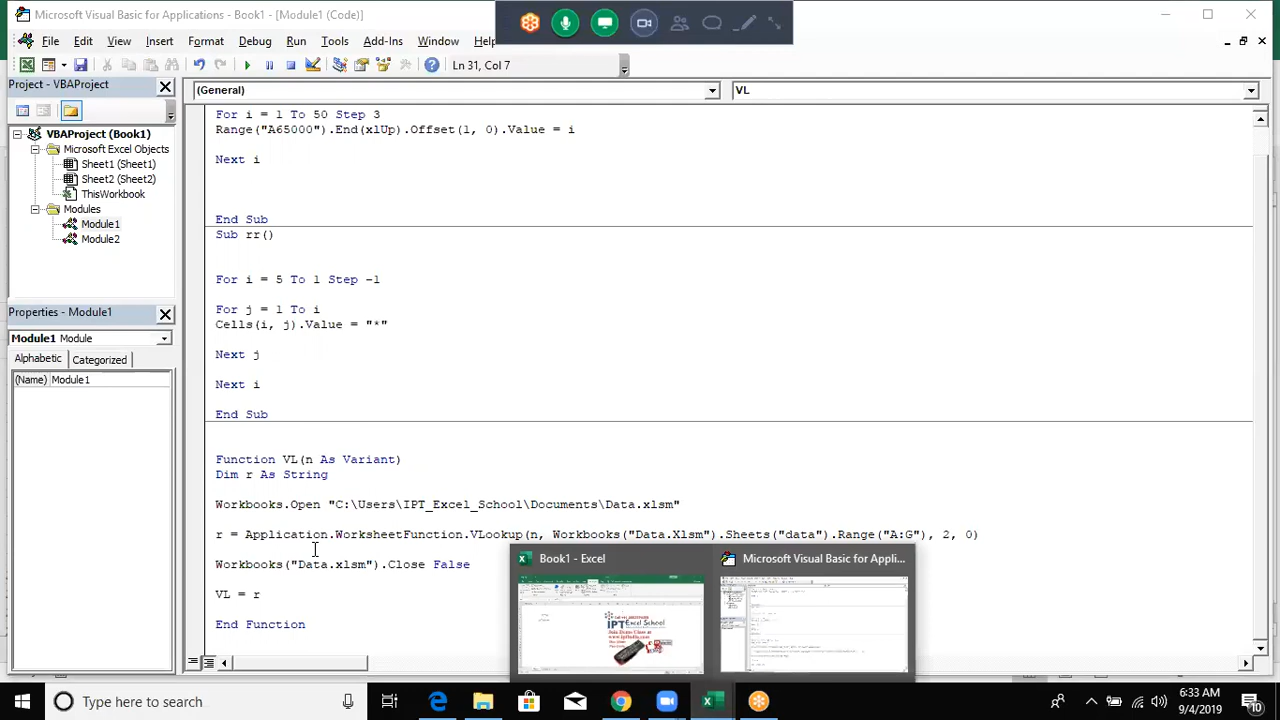 Microsoft Visual Basic for Applications - Book1 - [Module1 (Code)]
File Edit View Insert Format Debug Run Tools Add-Ins Window Help
Ln 31, Col 7
Project - VBAProject
(General)
VL
VBAProject (Book1)
Microsoft Excel Objects
Sheet1 (Sheet1)
Sheet2 (Sheet2)
ThisWorkbook
Modules
Module1
Module2
Properties - Module1
Module1 Module
Alphabetic Categorized
(Name) Module1
For i = 1 To 50 Step 3
Range("A65000").End(xlUp).Offset(1, 0).Value = i
Next i
End Sub
Sub rr()
For i = 5 To 1 Step -1
For j = 1 To i
Cells(i, j).Value = "*"
Next j
Next i
End Sub
Function VL(n As Variant)
Dim r As String
Workbooks.Open "C:\Users\IPT_Excel_School\Documents\Data.xlsm"
r = Application.WorksheetFunction.VLookup(n, Workbooks("Data.Xlsm").Sheets("data").Range("A:G"), 2, 0)
Workbooks("Data.xlsm").Close False
VL = r
End Function
Book1 - Excel
Microsoft Visual Basic for Appli...
IPT Excel School
Type here to search
6:33 AM
9/4/2019
10